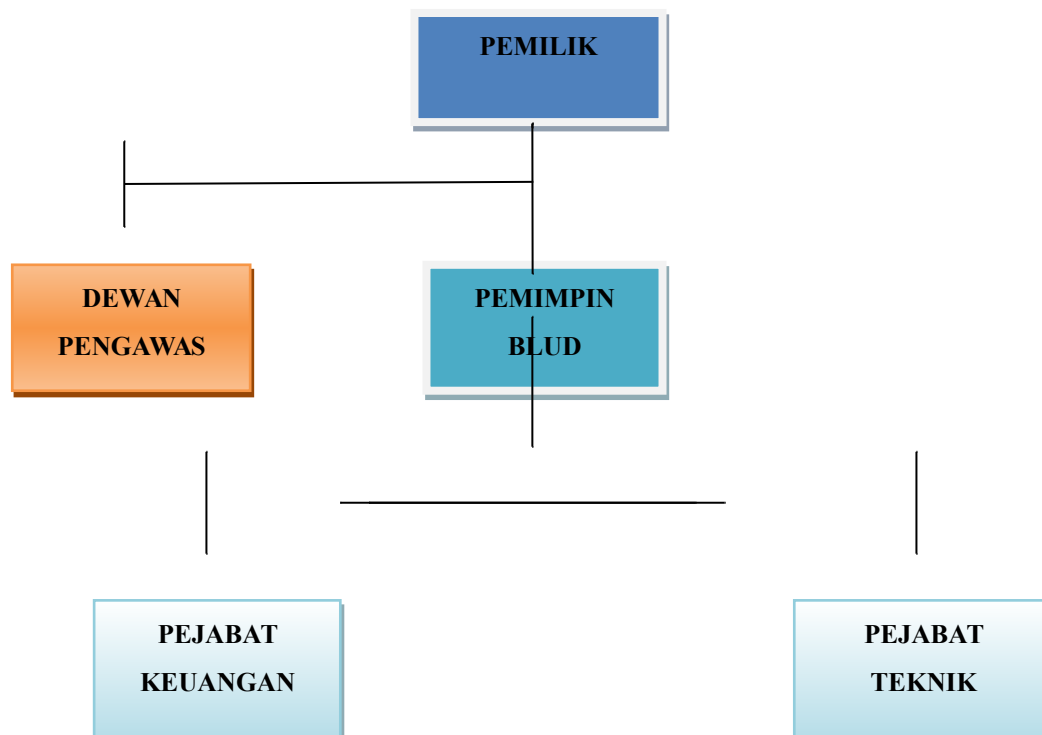 PEMILIK
DEWAN
PENGAWAS
PEMIMPIN
BLUD
PEJABAT
KEUANGAN
PEJABAT
TEKNIK